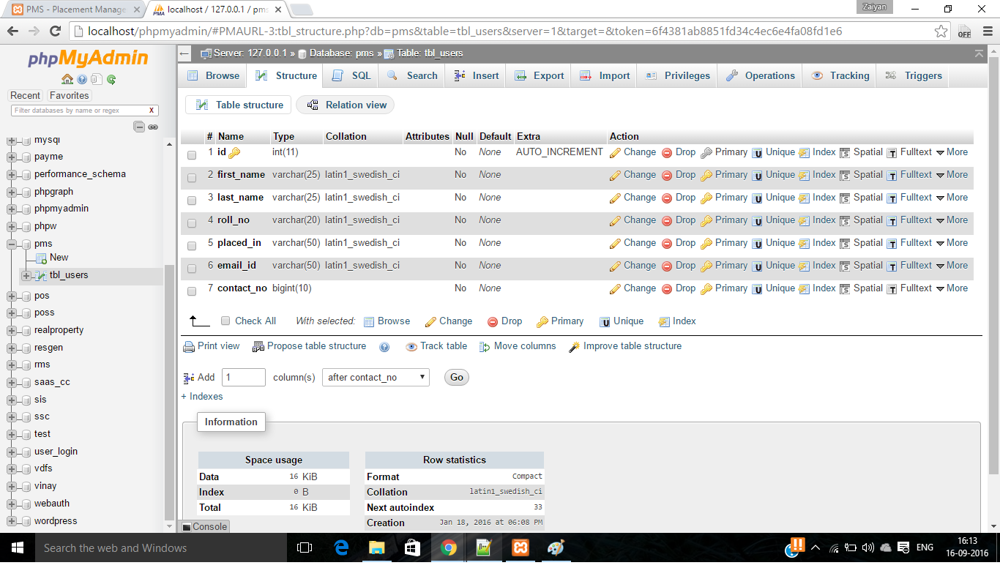 PMS - Placement Manage
localhost / 127.0.0.1 / pms
Zaiyan
localhost/phpmyadmin/#PMAURL-3:tbl_structure.php?db=pms&table=tbl_users&server=1&target=&token=6f4381ab8851fd34c4ec6e4fa08fd1e6
OFF
phpMyAdmin
Recent Favorites
Filter databases by name or regex X
mysql
payme
performance_schema
phpgraph
phpmyadmin
phpw
pms
New
tbl_users
pos
poss
realproperty
resgen
rms
saas_cc
sis
ssc
test
user_login
vdfs
vinay
webauth
wordpress
Server: 127.0.0.1 » Database: pms » Table: tbl_users
Browse Structure SQL Search Insert Export Import Privileges Operations Tracking Triggers
Table structure Relation view
# Name Type Collation Attributes Null Default Extra Action
1 id int(11) No None AUTO_INCREMENT Change Drop Primary Unique Index Spatial Fulltext More
2 first_name varchar(25) latin1_swedish_ci No None Change Drop Primary Unique Index Spatial Fulltext More
3 last_name varchar(25) latin1_swedish_ci No None Change Drop Primary Unique Index Spatial Fulltext More
4 roll_no varchar(20) latin1_swedish_ci No None Change Drop Primary Unique Index Spatial Fulltext More
5 placed_in varchar(50) latin1_swedish_ci No None Change Drop Primary Unique Index Spatial Fulltext More
6 email_id varchar(50) latin1_swedish_ci No None Change Drop Primary Unique Index Spatial Fulltext More
7 contact_no bigint(10) No None Change Drop Primary Unique Index Spatial Fulltext More
Check All With selected: Browse Change Drop Primary Unique Index
Print view Propose table structure Track table Move columns Improve table structure
Add 1 column(s) after contact_no Go
+ Indexes
Information
Space usage
Data 16 KiB
Index 0 B
Total 16 KiB
Row statistics
Format Compact
Collation latin1_swedish_ci
Next autoindex 33
Creation Jan 18, 2016 at 06:08 PM
Console
Search the web and Windows
ENG
16:13
16-09-2016